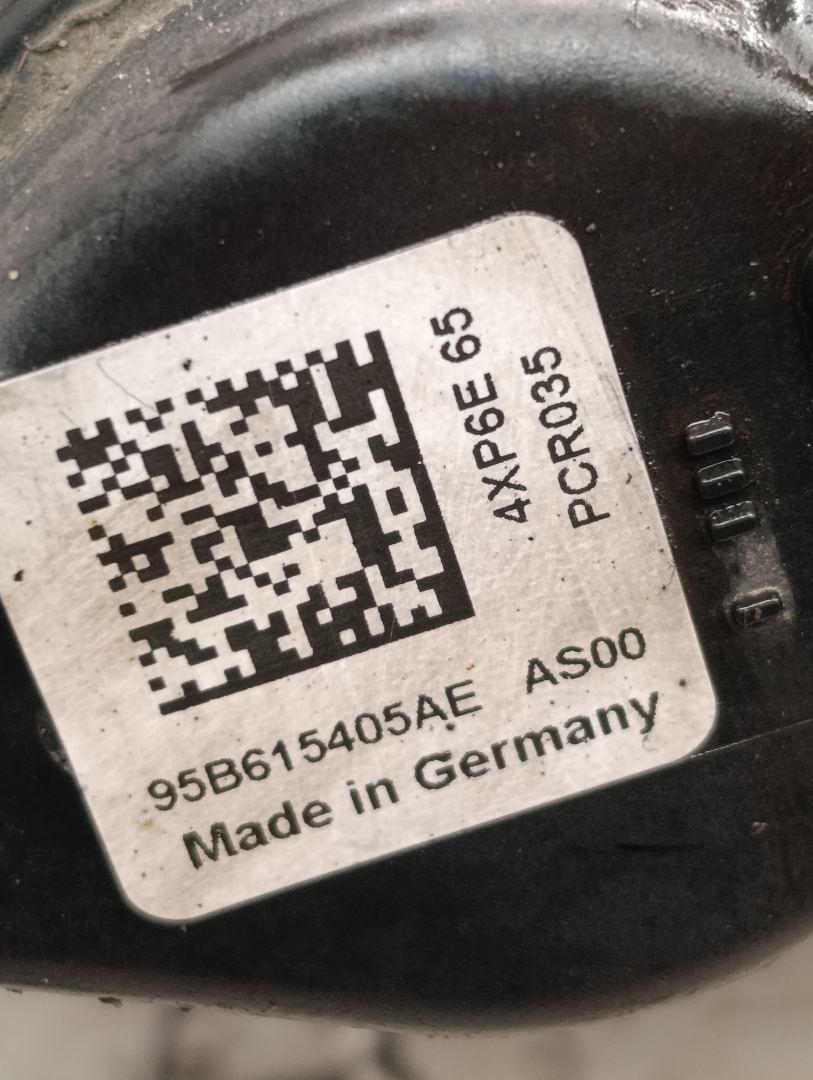 4XP6E 65
PCR035
95B615405AE AS00
Made in Germany